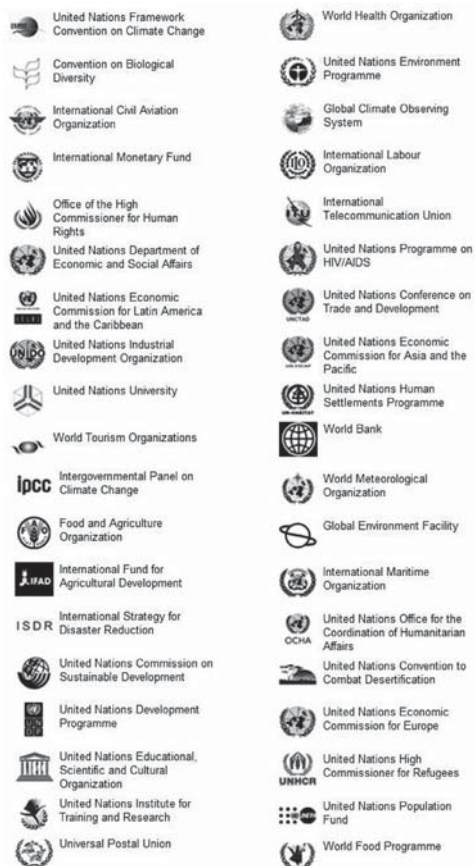 United Nations Framework
Convention on Climate Change
Convention on Biological
Diversity
International Civil Aviation
Organization
International Monetary Fund
Office of the High
Commissioner for Human
Rights
United Nations Department of
Economic and Social Affairs
United Nations Economic
Commission for Latin America
and the Caribbean
UNIDO
United Nations Industrial
Development Organization
United Nations University
World Tourism Organizations
ipcc
Intergovernmental Panel on
Climate Change
Food and Agriculture
Organization
IFAD
International Fund for
Agricultural Development
ISDR
International Strategy for
Disaster Reduction
United Nations Commission on
Sustainable Development
UN
DP
United Nations Development
Programme
United Nations Educational,
Scientific and Cultural
Organization
United Nations Institute for
Training and Research
Universal Postal Union
World Health Organization
United Nations Environment
Programme
Global Climate Observing
System
International Labour
Organization
ITU
International
Telecommunication Union
United Nations Programme on
HIV/AIDS
UNCTAD
United Nations Conference on
Trade and Development
United Nations Economic
Commission for Asia and the
Pacific
UN-HABITAT
United Nations Human
Settlements Programme
World Bank
World Meteorological
Organization
Global Environment Facility
International Maritime
Organization
OCHA
United Nations Office for the
Coordination of Humanitarian
Affairs
United Nations Convention to
Combat Desertification
United Nations Economic
Commission for Europe
UNHCR
United Nations High
Commissioner for Refugees
UNFPA
United Nations Population
Fund
World Food Programme